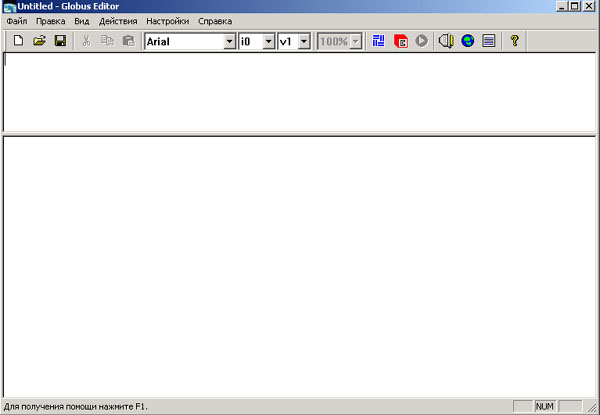 Untitled - Globus Editor
Файл Правка Вид Действия Настройки Справка
Arial i0 v1 100%
Для получения помощи нажмите F1. NUM